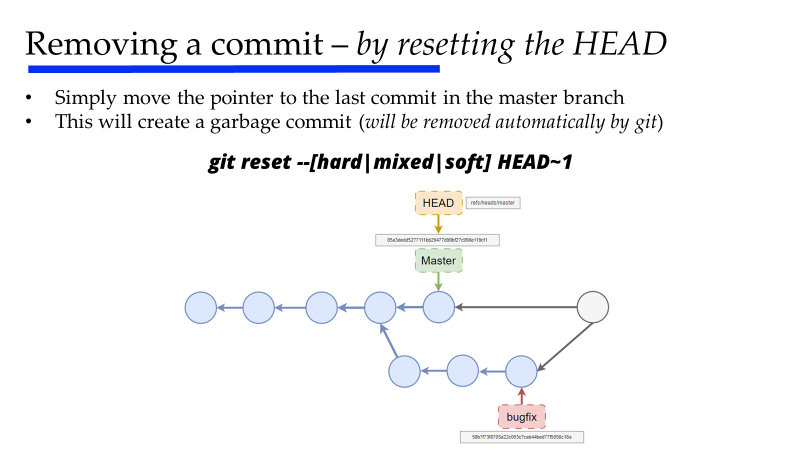 Removing a commit – by resetting the HEAD
• Simply move the pointer to the last commit in the master branch
• This will create a garbage commit (will be removed automatically by git)
git reset --[hard|mixed|soft] HEAD~1
HEAD
refs/heads/master
Master
bugfix